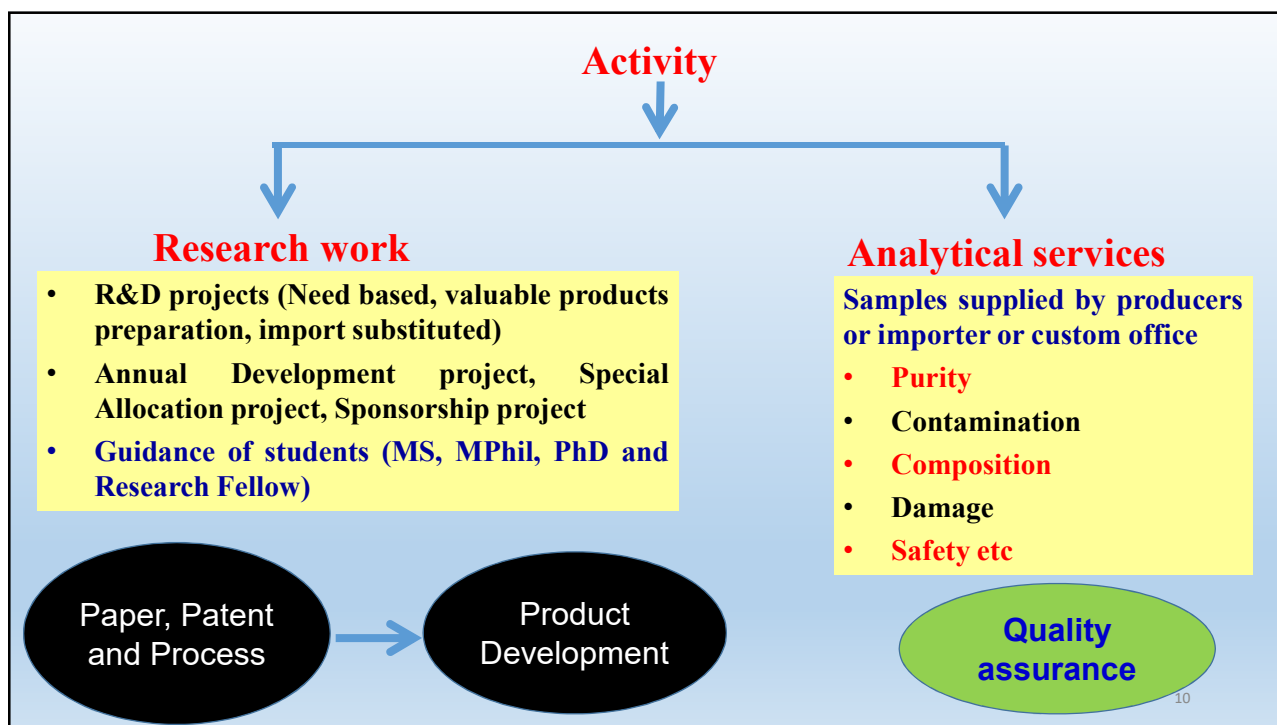 Activity
Research work
• R&D projects (Need based, valuable products
preparation, import substituted)
• Annual Development project, Special
Allocation project, Sponsorship project
• Guidance of students (MS, MPhil, PhD and
Research Fellow)
Paper, Patent
and Process
Product
Development
Analytical services
Samples supplied by producers
or importer or custom office
• Purity
• Contamination
• Composition
• Damage
• Safety etc
Quality
assurance
10